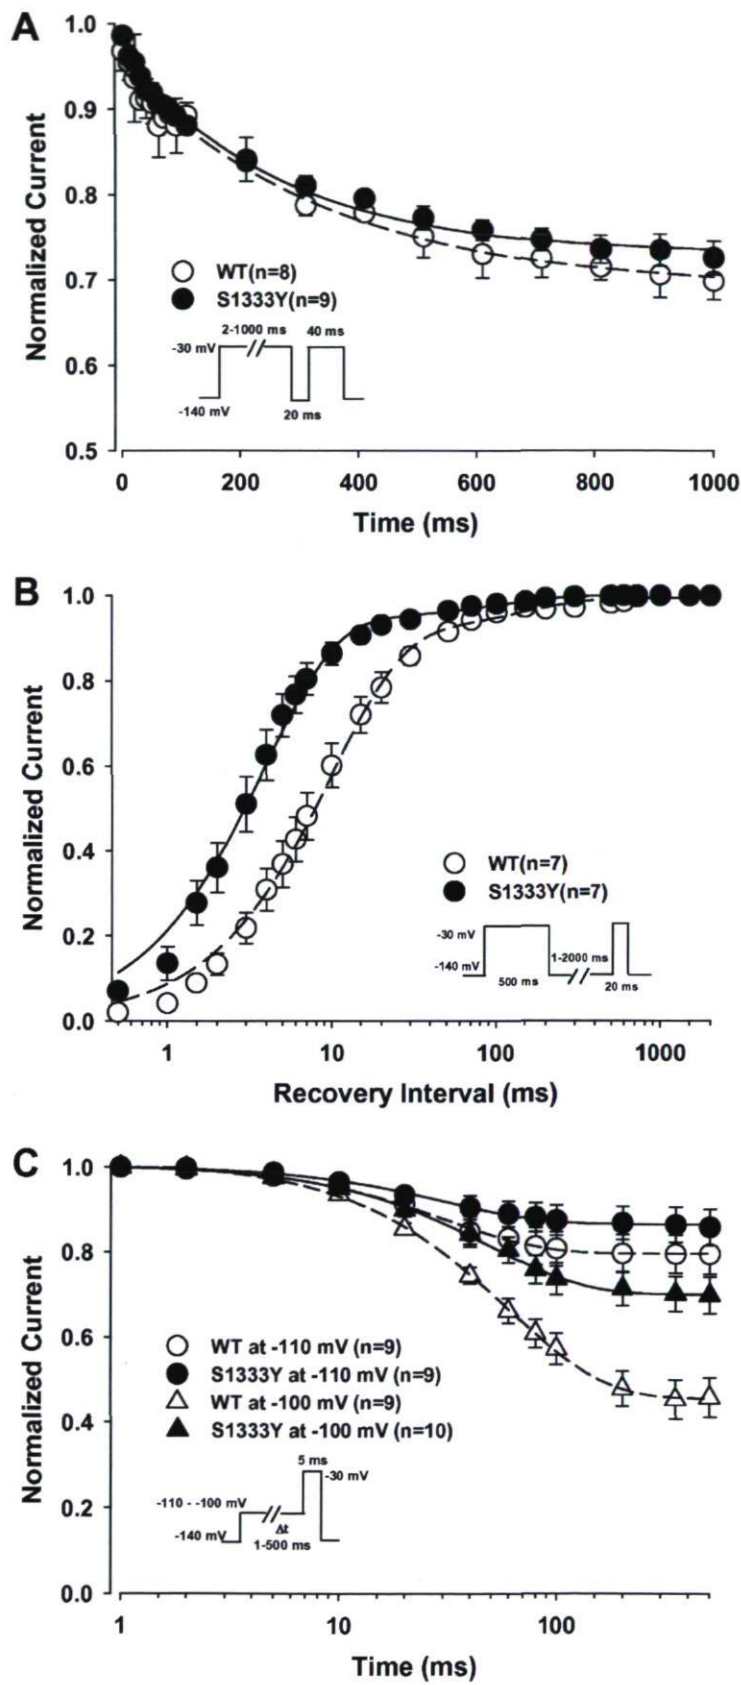 A
1.0
0.9
0.8
0.7
0.6
0.5
Normalized Current
WT(n=8)
S1333Y(n=9)
2-1000 ms
40 ms
-30 mV
-140 mV
20 ms
0
200
400
600
800
1000
Time (ms)
B
1.0
0.8
0.6
0.4
0.2
0.0
Normalized Current
WT(n=7)
S1333Y(n=7)
-30 mV
-140 mV
1-2000 ms
500 ms
20 ms
1
10
100
1000
Recovery Interval (ms)
C
1.0
0.8
0.6
0.4
0.2
0.0
Normalized Current
WT at -110 mV (n=9)
S1333Y at -110 mV (n=9)
WT at -100 mV (n=9)
S1333Y at -100 mV (n=10)
5 ms
-30 mV
-110 - -100 mV
Δt
-140 mV
1-500 ms
1
10
100
Time (ms)